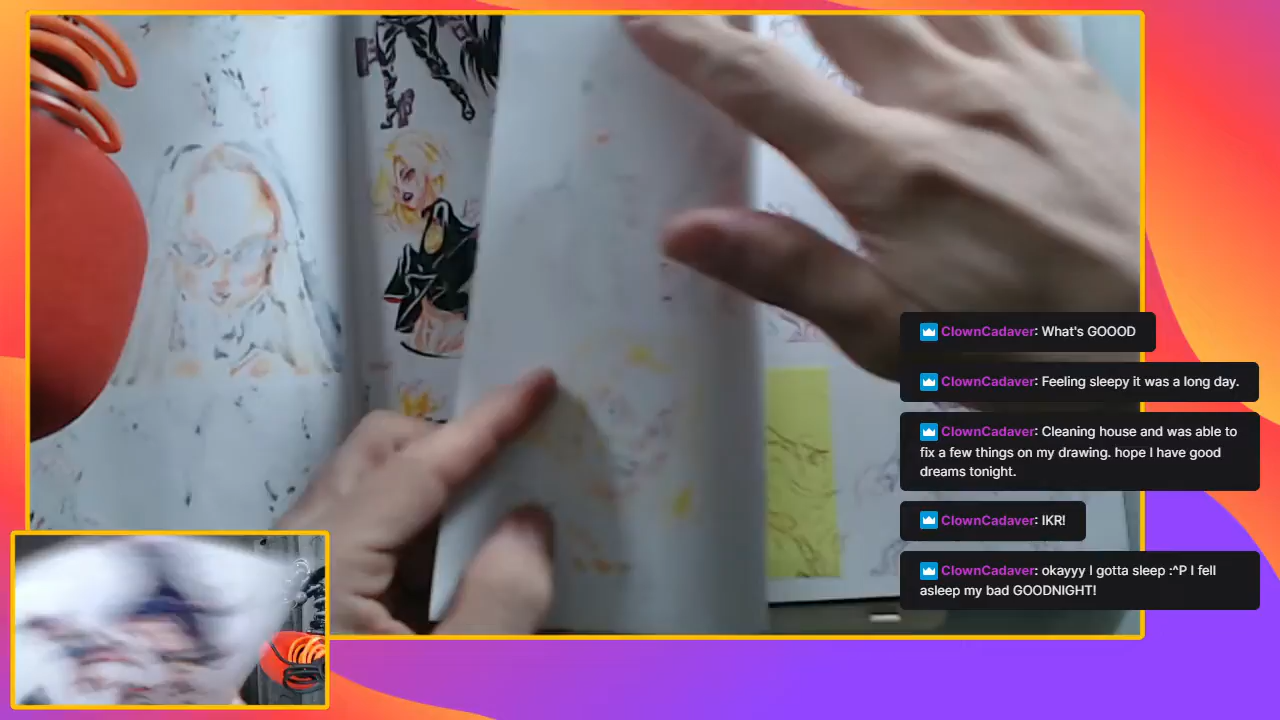 ClownCadaver: What's GOOOD
ClownCadaver: Feeling sleepy it was a long day.
ClownCadaver: Cleaning house and was able to
fix a few things on my drawing. hope I have good
dreams tonight.
ClownCadaver: IKR!
ClownCadaver: okayyy I gotta sleep :^P I fell
asleep my bad GOODNIGHT!